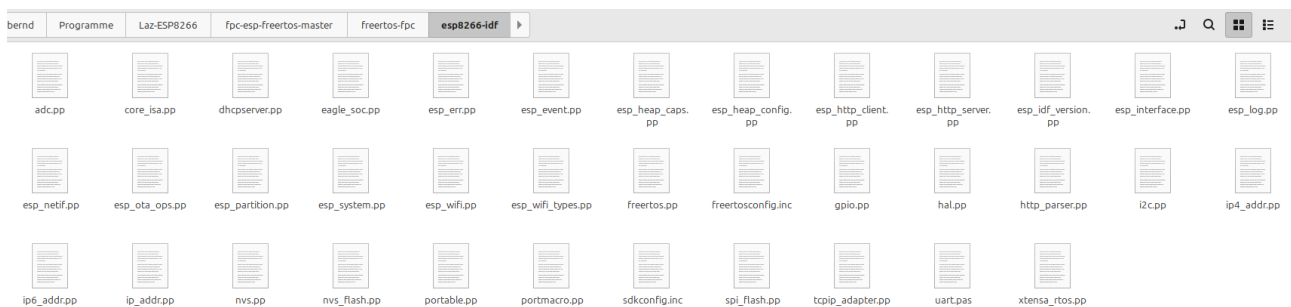 bernd Programme Laz-ESP8266 fpc-esp-freertos-master freertos-fpc esp8266-idf
adc.pp core_isa.pp dhcpserver.pp eagle_soc.pp esp_err.pp esp_event.pp esp_heap_caps. esp_heap_config. esp_http_client. esp_http_server. esp_idf_version. esp_interface.pp esp_log.pp
pp pp pp pp pp
esp_netif.pp esp_ota_ops.pp esp_partition.pp esp_system.pp esp_wifi.pp esp_wifi_types.pp freertos.pp freertosconfig.inc gpio.pp hal.pp http_parser.pp i2c.pp ip4_addr.pp
ip6_addr.pp ip_addr.pp nvs.pp nvs_flash.pp portable.pp portmacro.pp sdkconfig.inc spi_flash.pp tcpip_adapter.pp uart.pas xtensa_rtos.pp